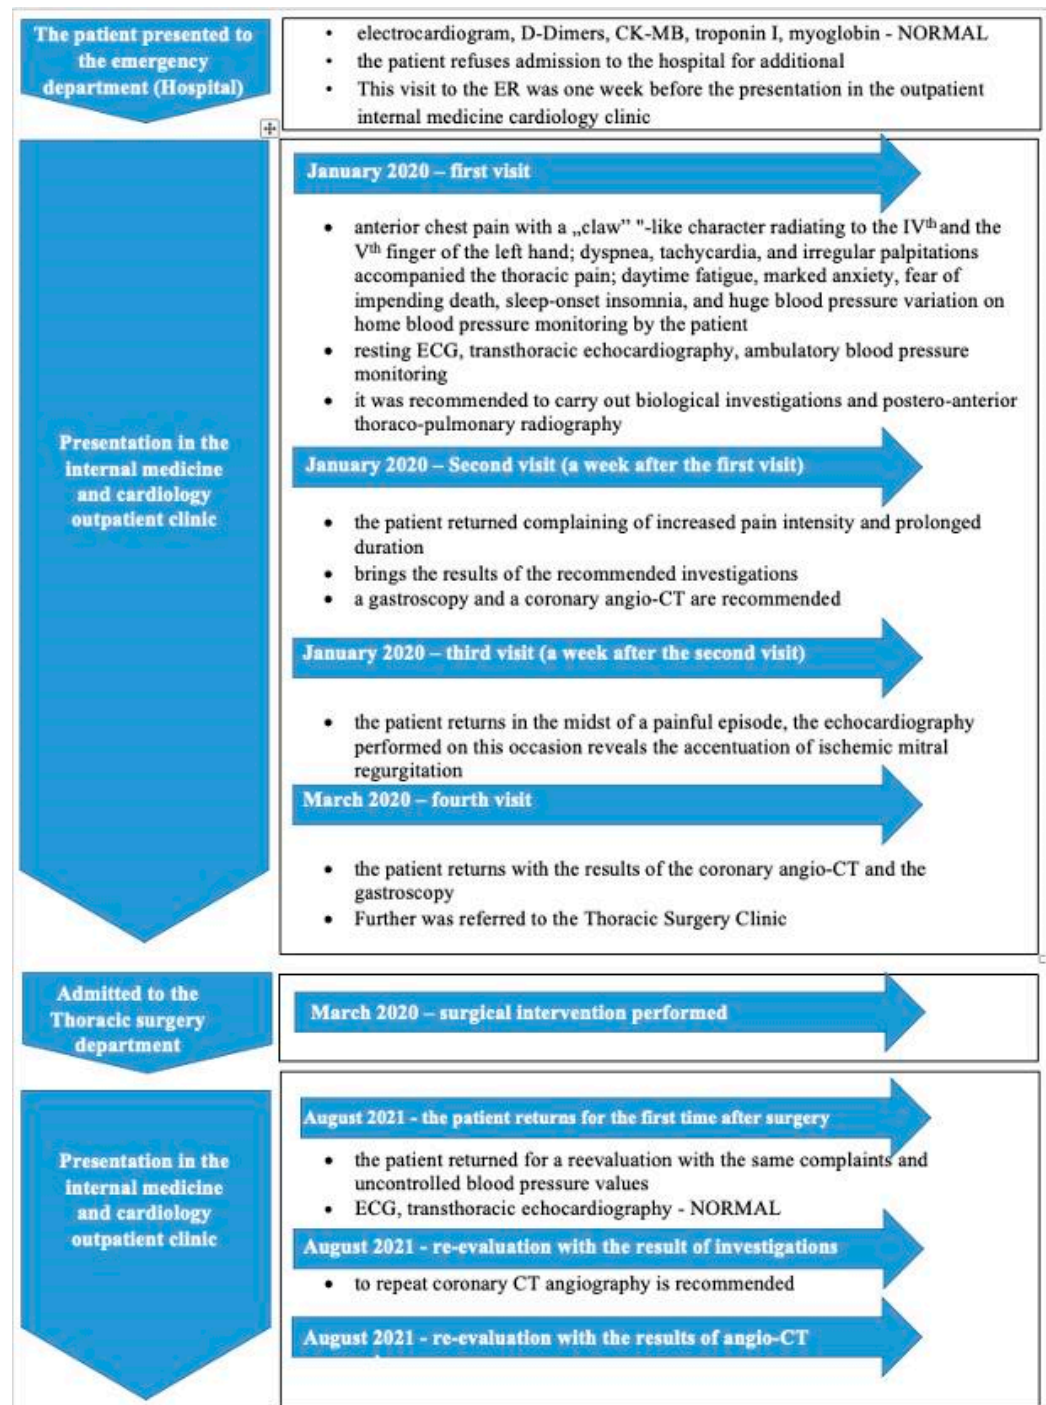 The patient presented to
the emergency
department (Hospital)
• electrocardiogram, D-Dimers, CK-MB, troponin I, myoglobin - NORMAL
• the patient refuses admission to the hospital for additional
• This visit to the ER was one week before the presentation in the outpatient
internal medicine cardiology clinic
Presentation in the
internal medicine
and cardiology
outpatient clinic
January 2020 – first visit
• anterior chest pain with a „claw” "-like character radiating to the IVth and the
Vth finger of the left hand; dyspnea, tachycardia, and irregular palpitations
accompanied the thoracic pain; daytime fatigue, marked anxiety, fear of
impending death, sleep-onset insomnia, and huge blood pressure variation on
home blood pressure monitoring by the patient
• resting ECG, transthoracic echocardiography, ambulatory blood pressure
monitoring
• it was recommended to carry out biological investigations and postero-anterior
thoraco-pulmonary radiography
January 2020 – Second visit (a week after the first visit)
• the patient returned complaining of increased pain intensity and prolonged
duration
• brings the results of the recommended investigations
• a gastroscopy and a coronary angio-CT are recommended
January 2020 – third visit (a week after the second visit)
• the patient returns in the midst of a painful episode, the echocardiography
performed on this occasion reveals the accentuation of ischemic mitral
regurgitation
March 2020 – fourth visit
• the patient returns with the results of the coronary angio-CT and the
gastroscopy
• Further was referred to the Thoracic Surgery Clinic
Admitted to the
Thoracic surgery
department
March 2020 – surgical intervention performed
Presentation in the
internal medicine
and cardiology
outpatient clinic
August 2021 - the patient returns for the first time after surgery
• the patient returned for a reevaluation with the same complaints and
uncontrolled blood pressure values
• ECG, transthoracic echocardiography - NORMAL
August 2021 - re-evaluation with the result of investigations
• to repeat coronary CT angiography is recommended
August 2021 - re-evaluation with the results of angio-CT